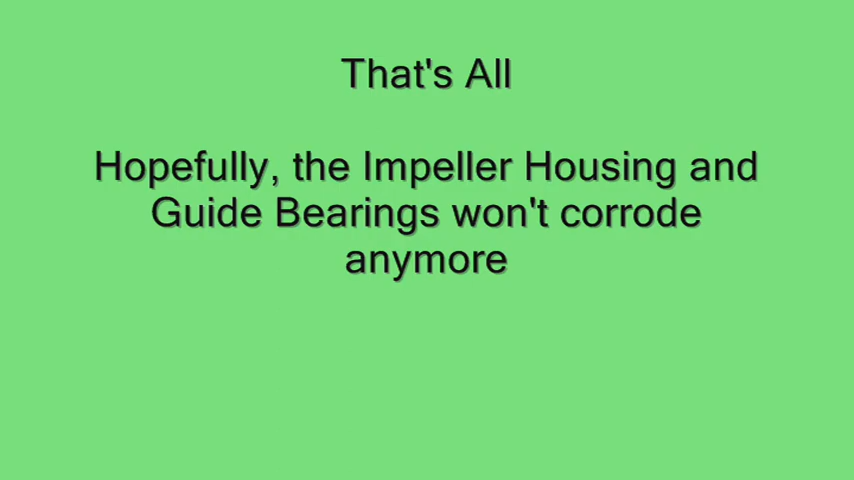 That's All
Hopefully, the Impeller Housing and
Guide Bearings won't corrode
anymore